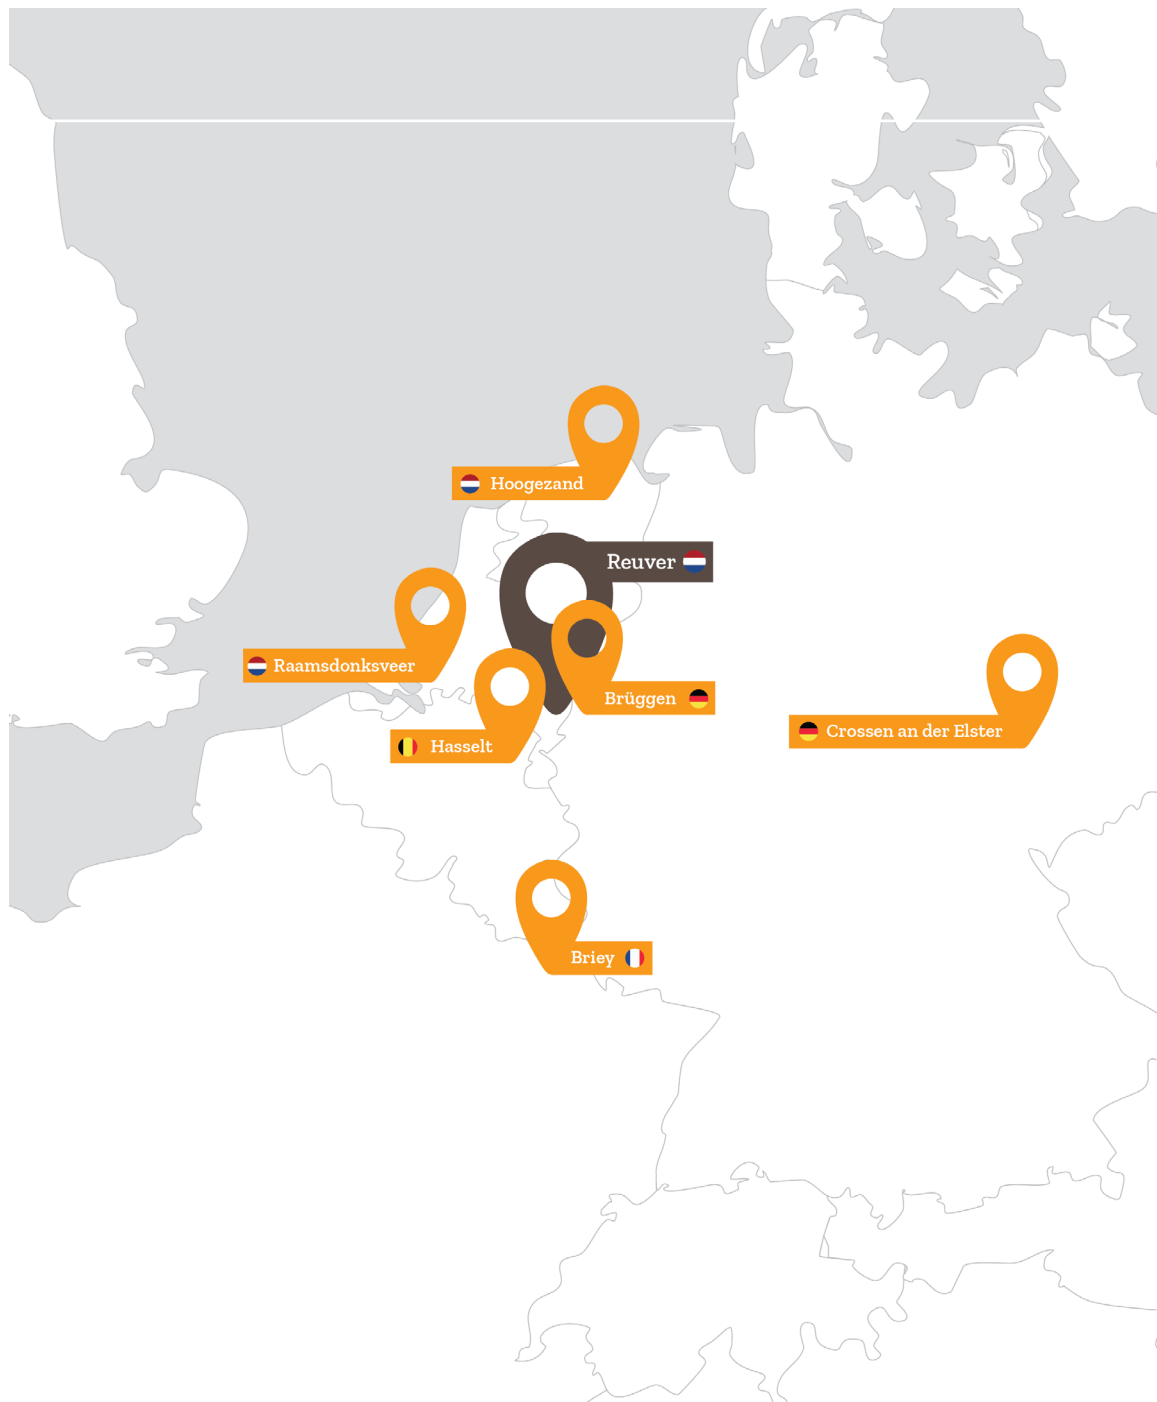 Hoogezand
Reuver
Raamsdonksveer
Brüggen
Crossen an der Elster
Hasselt
Briey